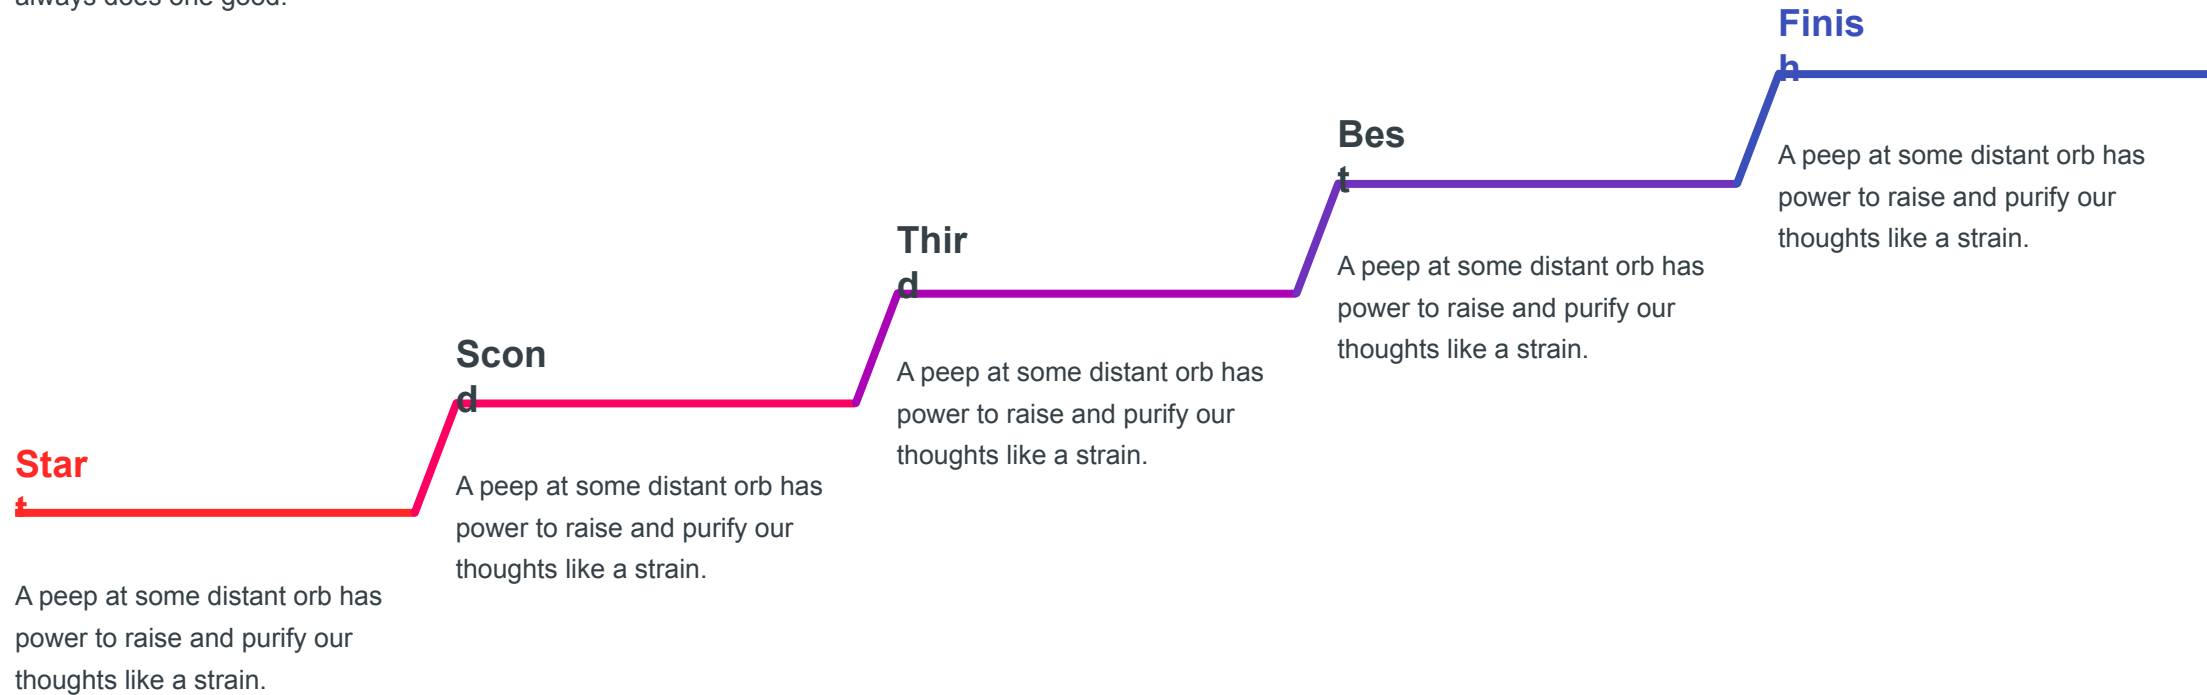 always does one good.
Finis
h
A peep at some distant orb has
power to raise and purify our
thoughts like a strain.
Bes
t
A peep at some distant orb has
power to raise and purify our
thoughts like a strain.
Thir
d
A peep at some distant orb has
power to raise and purify our
thoughts like a strain.
Scon
d
A peep at some distant orb has
power to raise and purify our
thoughts like a strain.
Star
t
A peep at some distant orb has
power to raise and purify our
thoughts like a strain.